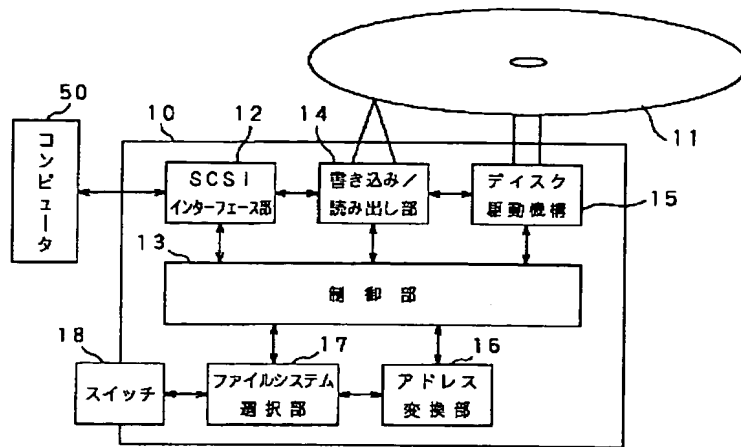 50
コンピュータ
10
12
SCSI
インターフェース部
14
書き込み/
読み出し部
ディスク
駆動機構
15
11
13
制御部
18
スイッチ
17
ファイルシステム
選択部
16
アドレス
変換部